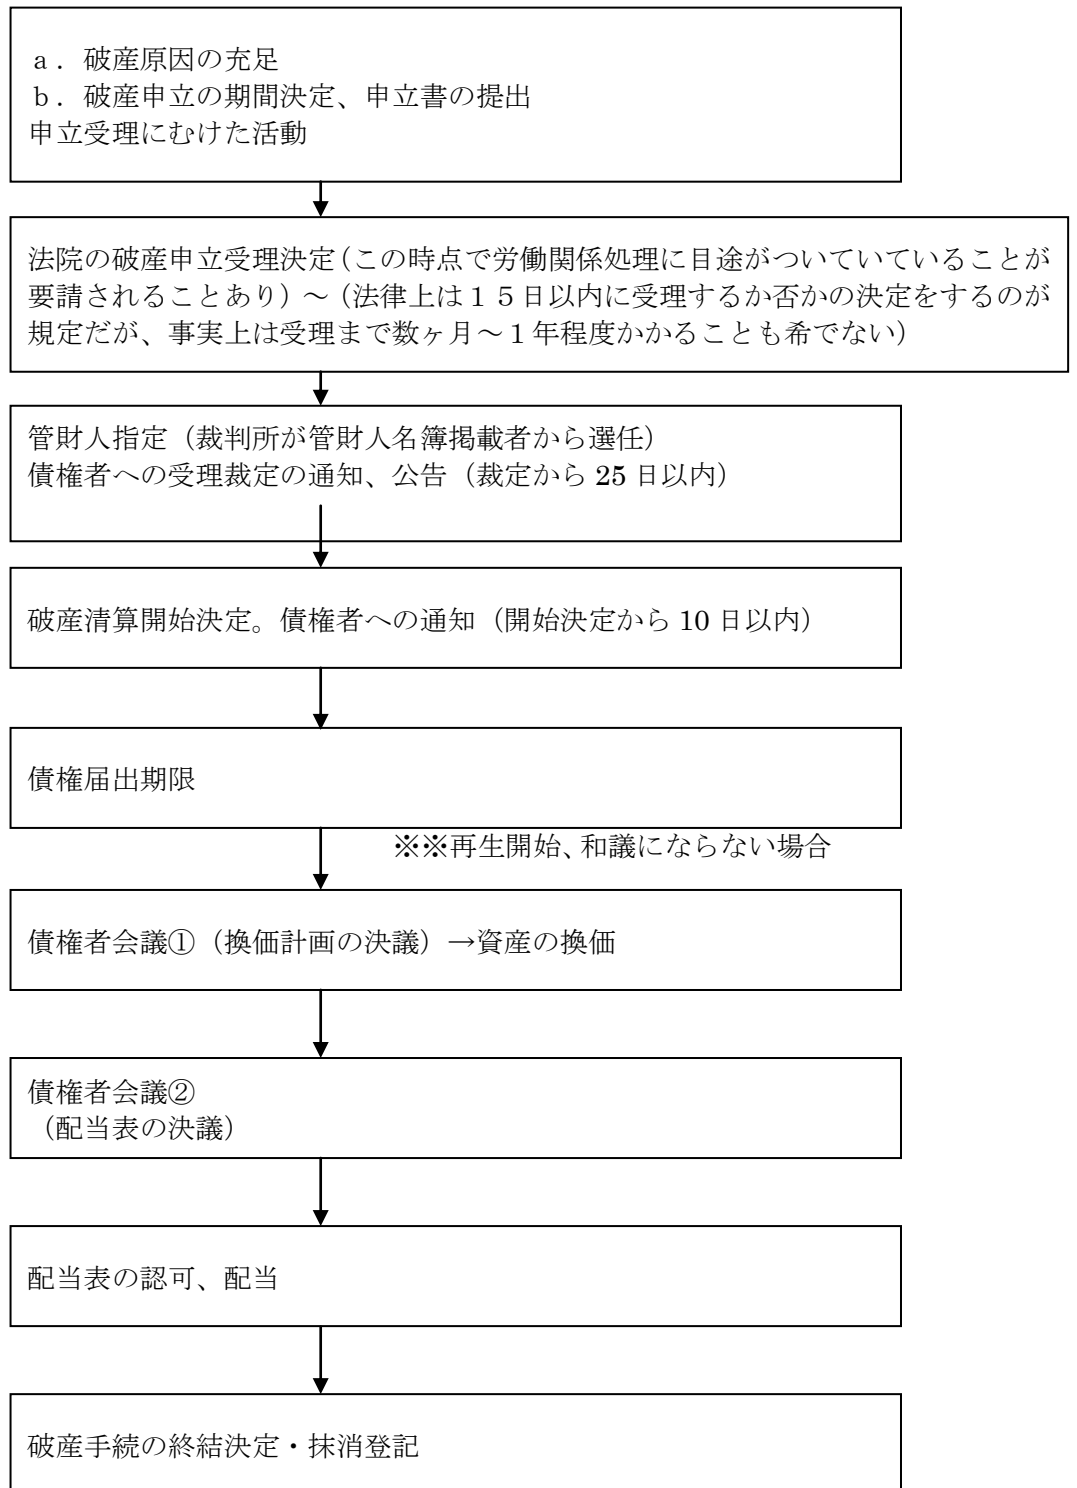 ａ．破産原因の充足
ｂ．破産申立の期間決定、申立書の提出
申立受理にむけた活動
法院の破産申立受理決定（この時点で労働関係処理に目途がついていていることが
要請されることあり）～（法律上は１５日以内に受理するか否かの決定をするのが
規定だが、事実上は受理まで数ヶ月～１年程度かかることも希でない）
管財人指定（裁判所が管財人名簿掲載者から選任）
債権者への受理裁定の通知、公告（裁定から 25 日以内）
破産清算開始決定。債権者への通知（開始決定から 10 日以内）
債権届出期限
※※再生開始、和議にならない場合
債権者会議①（換価計画の決議）→資産の換価
債権者会議②
（配当表の決議）
配当表の認可、配当
破産手続の終結決定・抹消登記